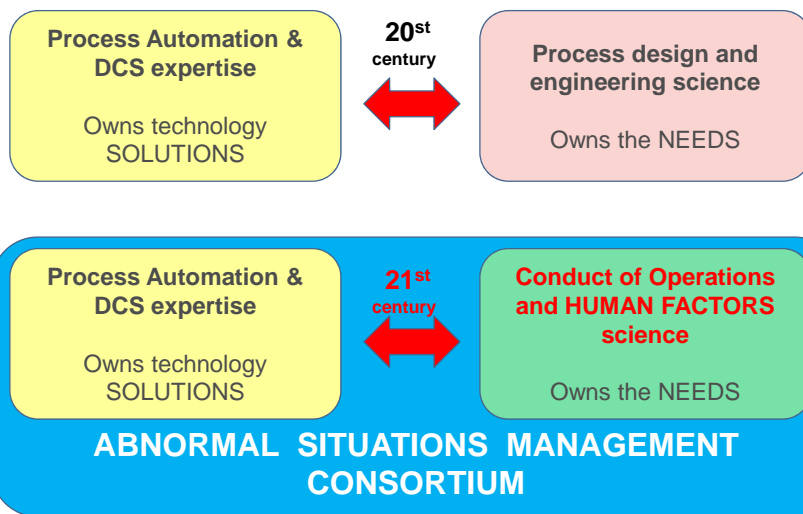 Process Automation &
DCS expertise
Owns technology
SOLUTIONS
20st
century
Process design and
engineering science
Owns the NEEDS
Process Automation &
DCS expertise
Owns technology
SOLUTIONS
21st
century
Conduct of Operations
and HUMAN FACTORS
science
Owns the NEEDS
ABNORMAL SITUATIONS MANAGEMENT
CONSORTIUM